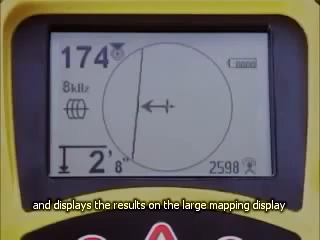 174'
8kHz
2' 8"
2598
and displays the results on the large mapping display